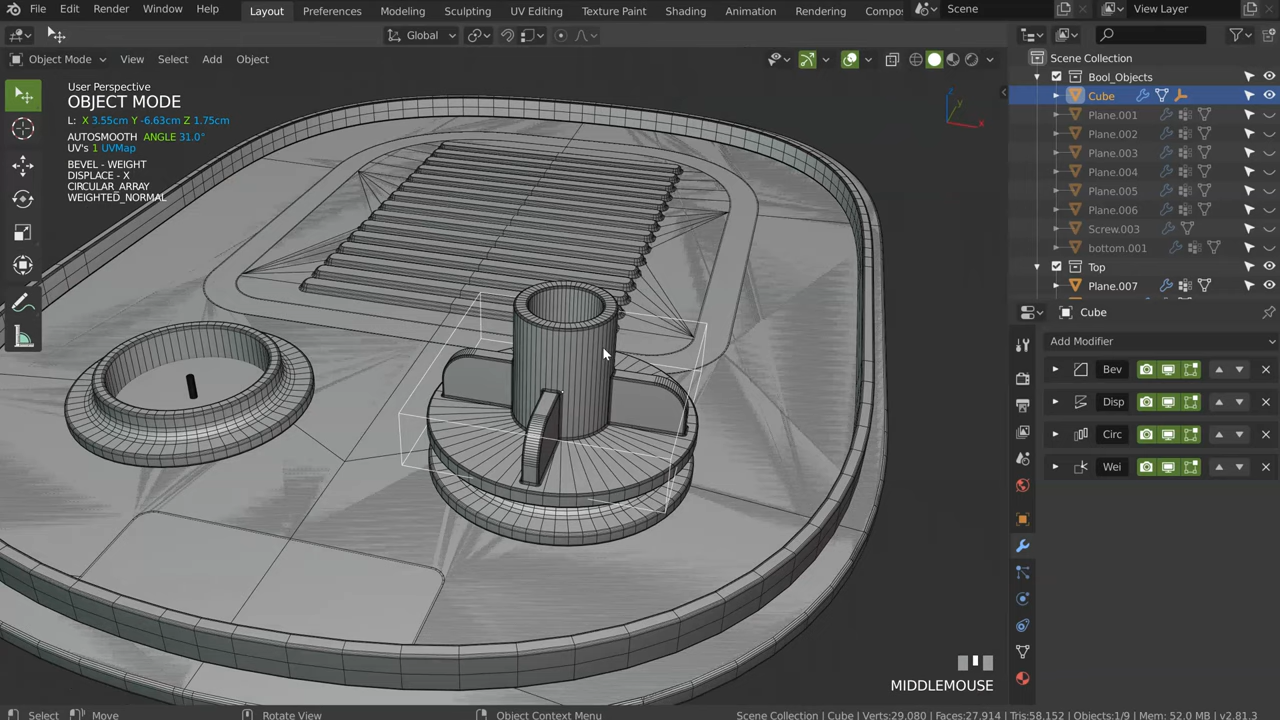 File Edit Render Window Help Layout Preferences Modeling Sculpting UV Editing Texture Paint Shading Animation Rendering Compo: Scene View Layer
Global
Object Mode View Select Add Object
User Perspective
OBJECT MODE
L: X 3.55cm Y -6.63cm Z 1.75cm
AUTOSMOOTH ANGLE 31.0°
UV's 1 UVMap
BEVEL - WEIGHT
DISPLACE - X
CIRCULAR_ARRAY
WEIGHTED_NORMAL
z
y
x
Scene Collection
Bool_Objects
Cube
Plane.001
Plane.002
Plane.003
Plane.004
Plane.005
Plane.006
Screw.003
bottom.001
Top
Plane.007
Cube
Add Modifier
Bev
Disp
Circ
Wei
MIDDLEMOUSE
Select Move Rotate View Object Context Menu Scene Collection | Cube | Verts:29.080 | Faces:27.914 | Tris:58.152 | Objects:1/9 | Mem: 52.0 MB | v2.81.3